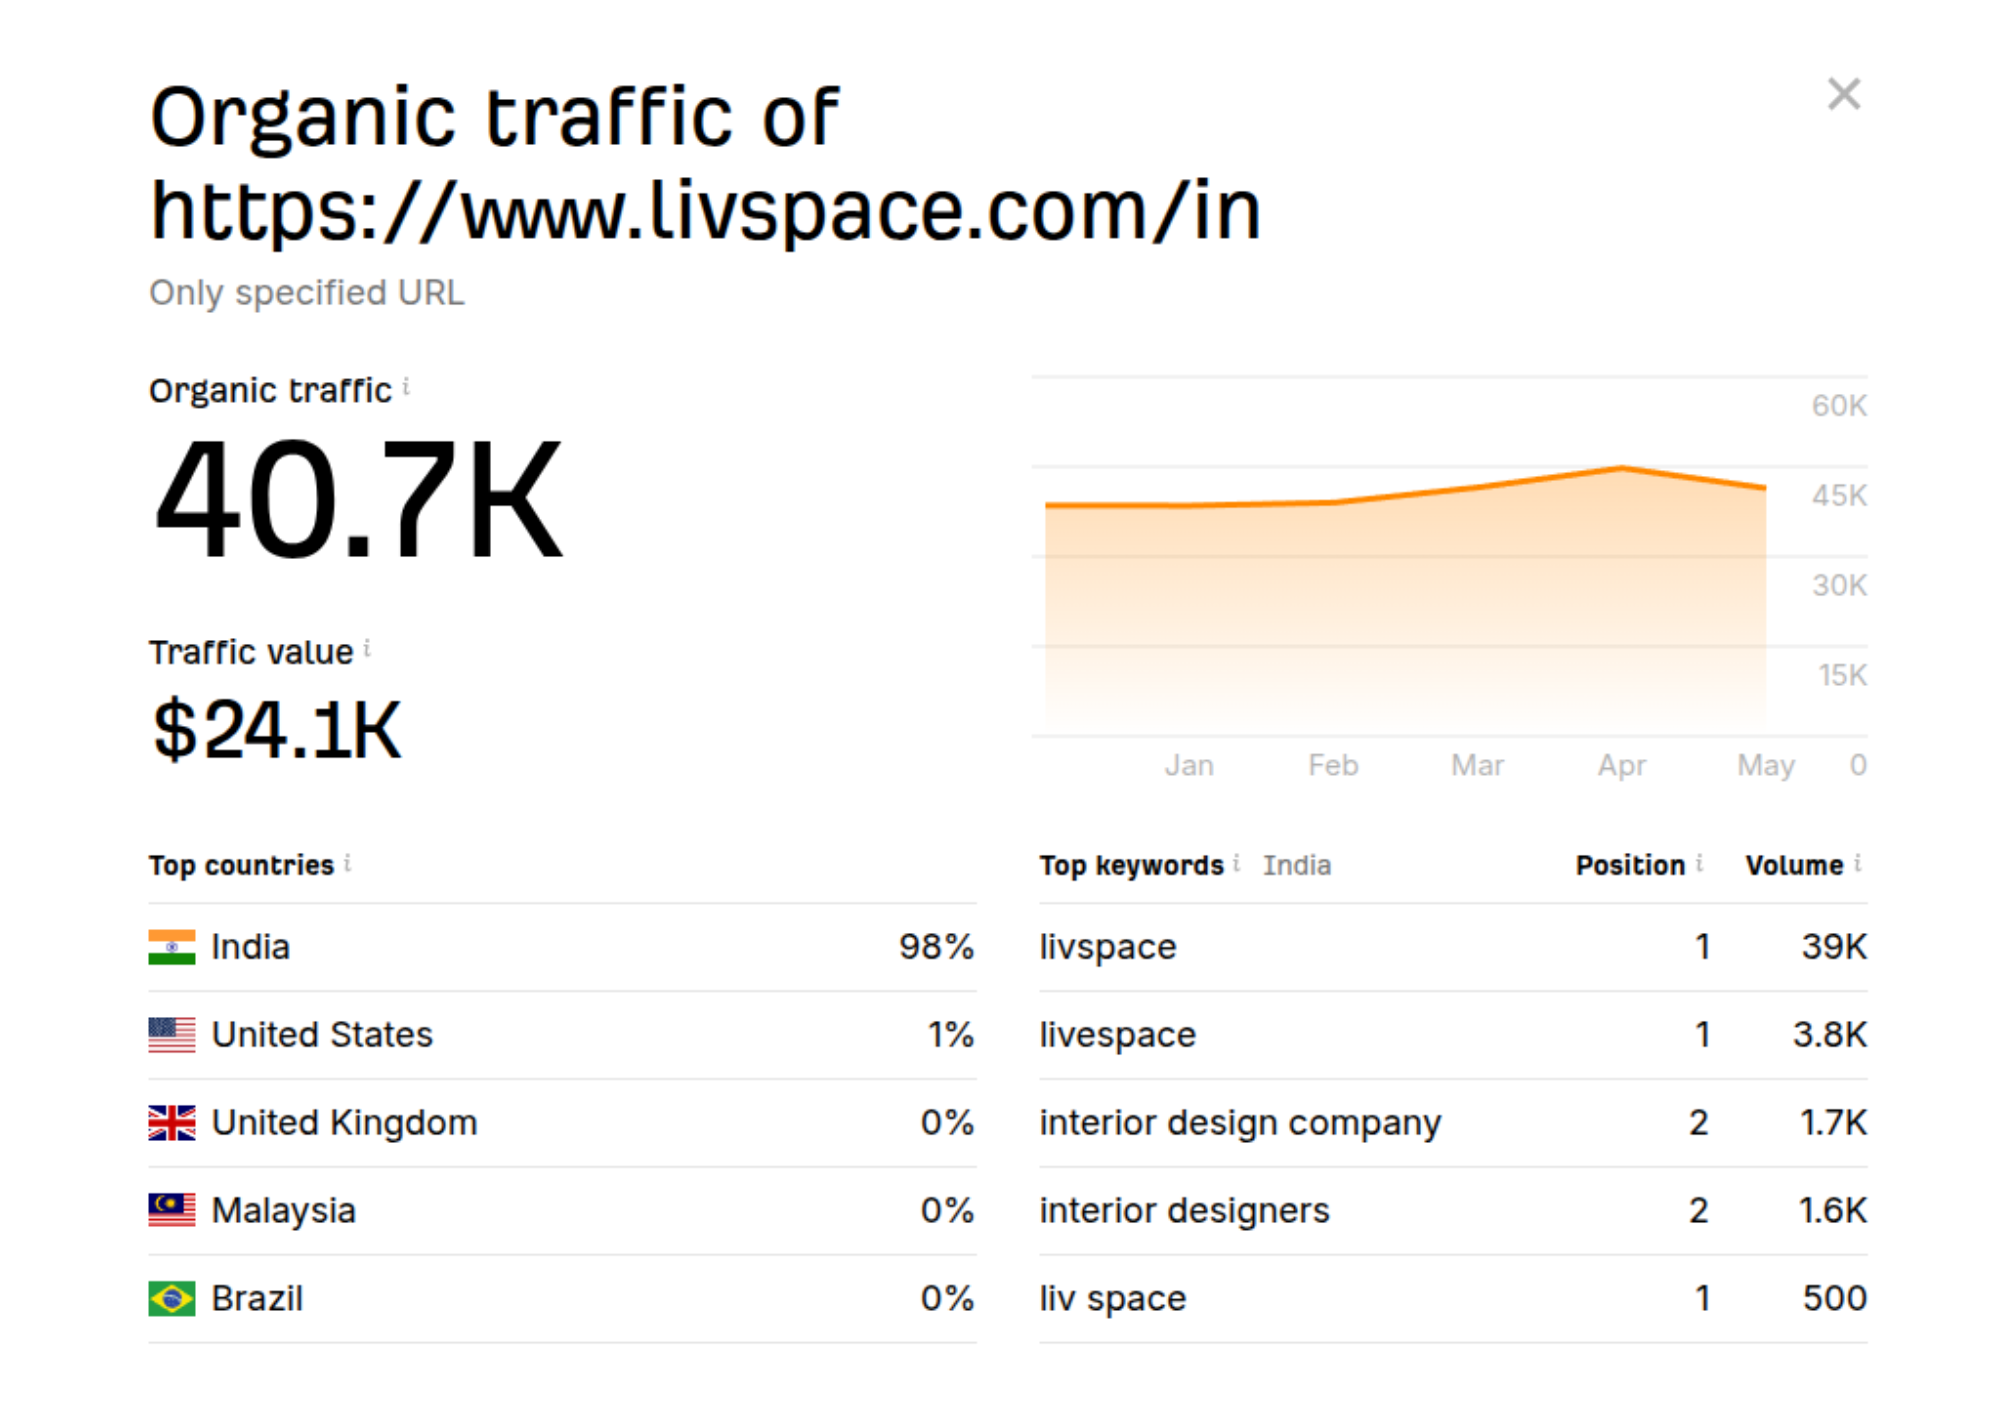 Organic traffic of
https://www.livspace.com/in
Only specified URL
Organic traffic i
40.7K
Traffic value i
$24.1K
60K
45K
30K
15K
0
Jan Feb Mar Apr May
Top countries i
India 98%
United States 1%
United Kingdom 0%
Malaysia 0%
Brazil 0%
Top keywords i India Position i Volume i
livspace 1 39K
livespace 1 3.8K
interior design company 2 1.7K
interior designers 2 1.6K
liv space 1 500